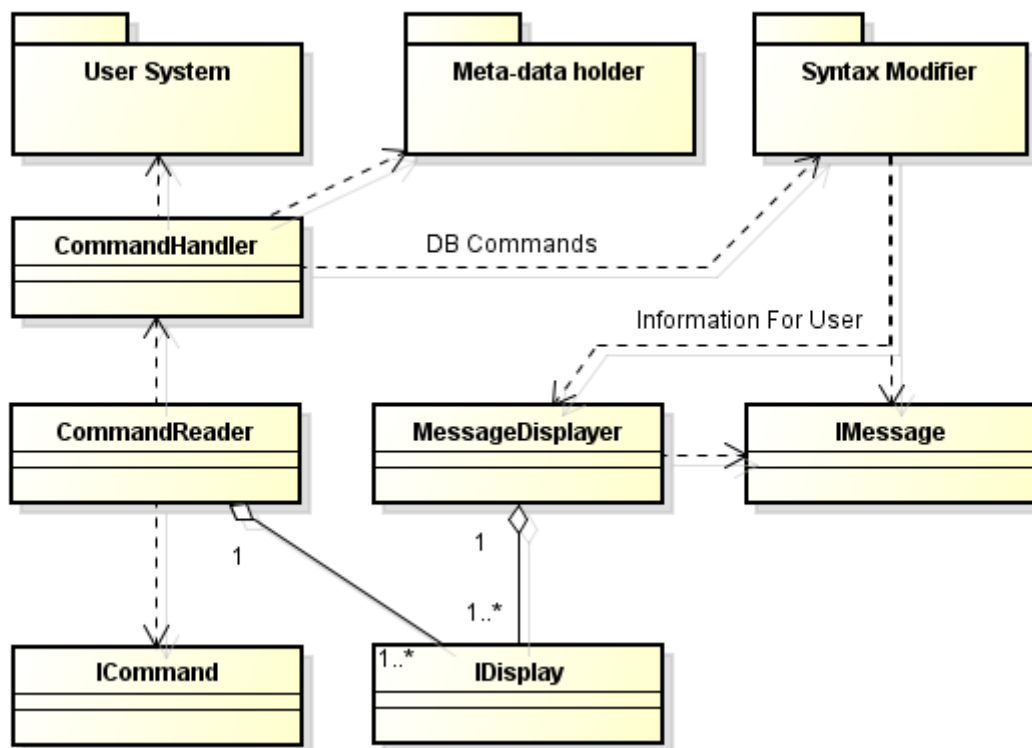 User System
Meta-data holder
Syntax Modifier
CommandHandler
DB Commands
Information For User
CommandReader
MessageDisplayer
IMessage
1
1
1..*
1..*
ICommand
IDisplay